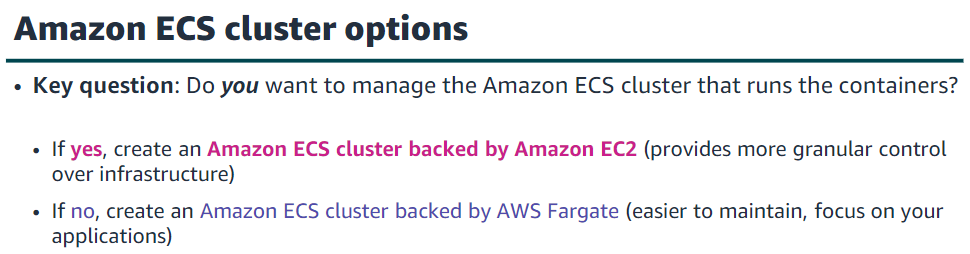 Amazon ECS cluster options
• Key question: Do you want to manage the Amazon ECS cluster that runs the containers?
• If yes, create an Amazon ECS cluster backed by Amazon EC2 (provides more granular control
over infrastructure)
• If no, create an Amazon ECS cluster backed by AWS Fargate (easier to maintain, focus on your
applications)